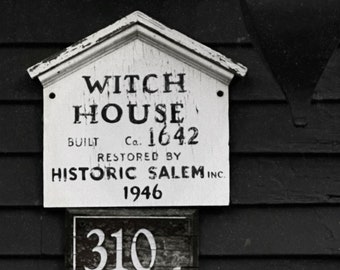 WITCH
HOUSE
BUILT Ca. 1642
RESTORED BY
HISTORIC SALEM INC.
1946
310